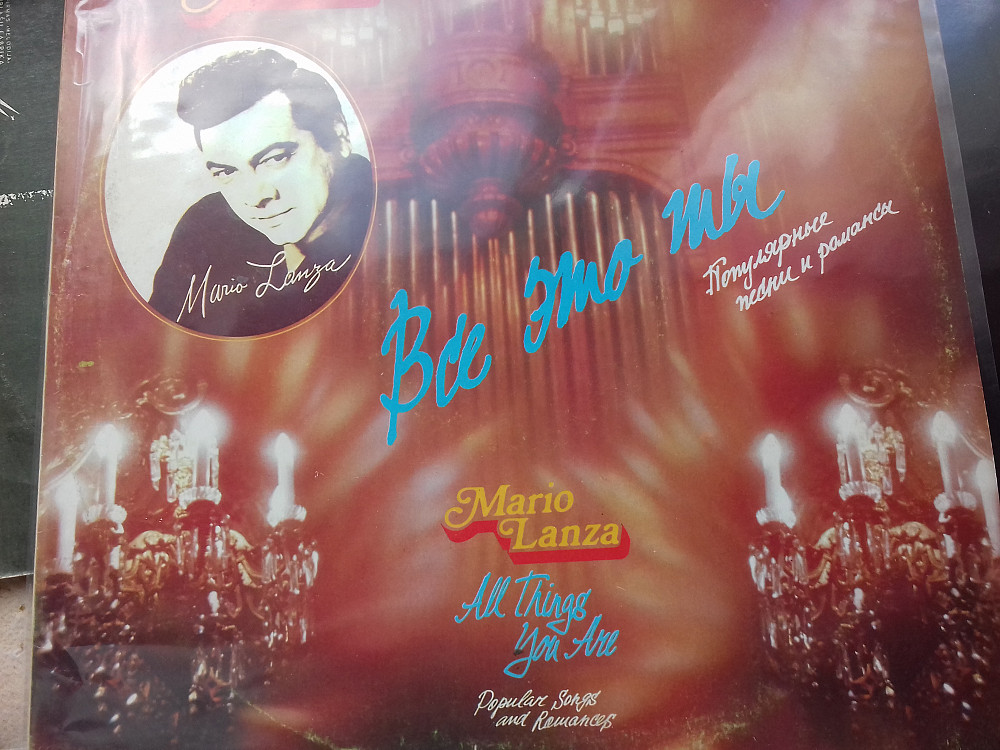 Mario Lanza
Все это ты
Популярные
песни и романсы
Mario
Lanza
All Things
You Are
Popular Songs
and Romances